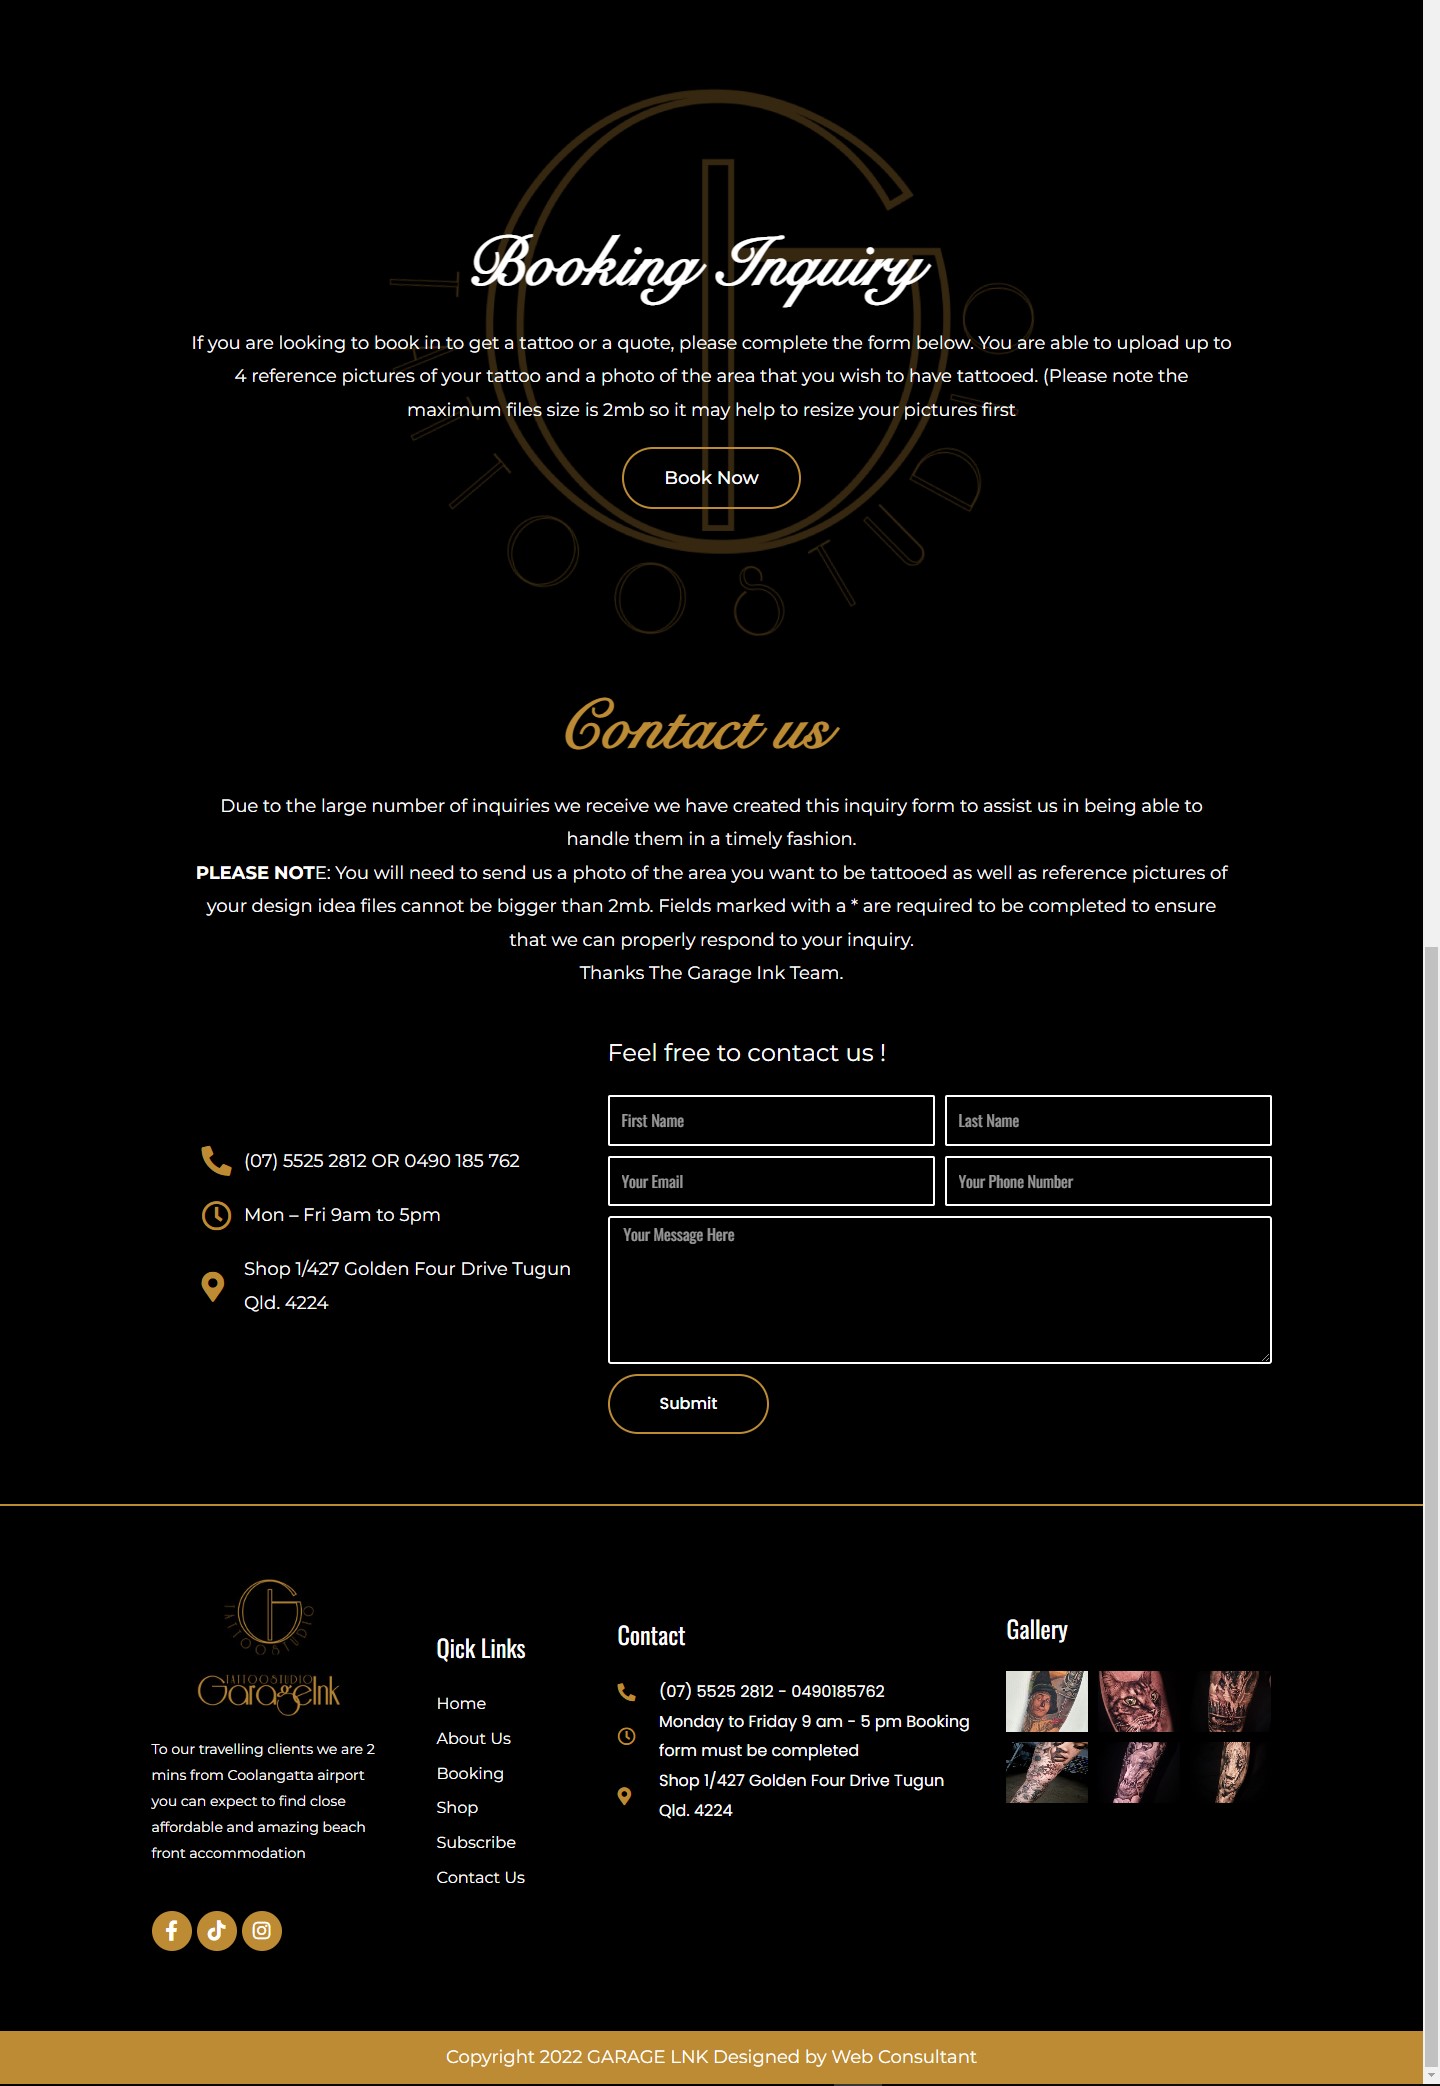 TATTOO STUDIO
Booking Inquiry
If you are looking to book in to get a tattoo or a quote, please complete the form below. You are able to upload up to
4 reference pictures of your tattoo and a photo of the area that you wish to have tattooed. (Please note the
maximum files size is 2mb so it may help to resize your pictures first
Book Now
Contact us
Due to the large number of inquiries we receive we have created this inquiry form to assist us in being able to
handle them in a timely fashion.
PLEASE NOTE: You will need to send us a photo of the area you want to be tattooed as well as reference pictures of
your design idea files cannot be bigger than 2mb. Fields marked with a * are required to be completed to ensure
that we can properly respond to your inquiry.
Thanks The Garage Ink Team.
Feel free to contact us !
First Name
Last Name
(07) 5525 2812 OR 0490 185 762
Your Email
Your Phone Number
Mon – Fri 9am to 5pm
Your Message Here
Shop 1/427 Golden Four Drive Tugun
Qld. 4224
Submit
TATTOO STUDIO
TATTOOSTUDIO
GarageInk
To our travelling clients we are 2
mins from Coolangatta airport
you can expect to find close
affordable and amazing beach
front accommodation
Qick Links
Home
About Us
Booking
Shop
Subscribe
Contact Us
Contact
(07) 5525 2812 - 0490185762
Monday to Friday 9 am - 5 pm Booking
form must be completed
Shop 1/427 Golden Four Drive Tugun
Qld. 4224
Gallery
Copyright 2022 GARAGE LNK Designed by Web Consultant